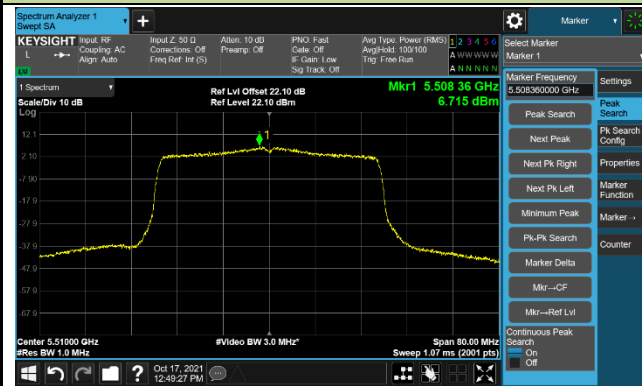 Spectrum Analyzer 1
Swept SA
Marker
KEYSIGHT
L
Input: RF
Coupling: AC
Align: Auto
Input Z: 50 Ω
Corrections: Off
Freq Ref: Int (S)
Atten: 10 dB
Preamp: Off
PNO: Fast
Gate: Off
IF Gain: Low
Sig Track: Off
Avg Type: Power (RMS)
Avg|Hold: 100/100
Trig: Free Run
1 2 3 4 5 6
A W W W W W
A N N N N N
Select Marker
Marker 1
Marker Frequency
5.508360000 GHz
Settings
Peak Search
Next Peak
Next Pk Right
Next Pk Left
Minimum Peak
Pk-Pk Search
Marker Delta
Mkr→CF
Mkr→Ref Lvl
Continuous Peak
Search
On
Off
Peak
Search
Pk Search
Config
Properties
Marker
Function
Marker→
Counter
1 Spectrum
Scale/Div 10 dB
Log
Ref Lvl Offset 22.10 dB
Ref Level 22.10 dBm
Mkr1 5.508 36 GHz
6.715 dBm
1
12.1
2.10
-7.90
-17.9
-27.9
-37.9
-47.9
-57.9
-67.9
Center 5.51000 GHz
#Res BW 1.0 MHz
#Video BW 3.0 MHz*
Span 80.00 MHz
Sweep 1.07 ms (2001 pts)
Oct 17, 2021
12:49:27 PM